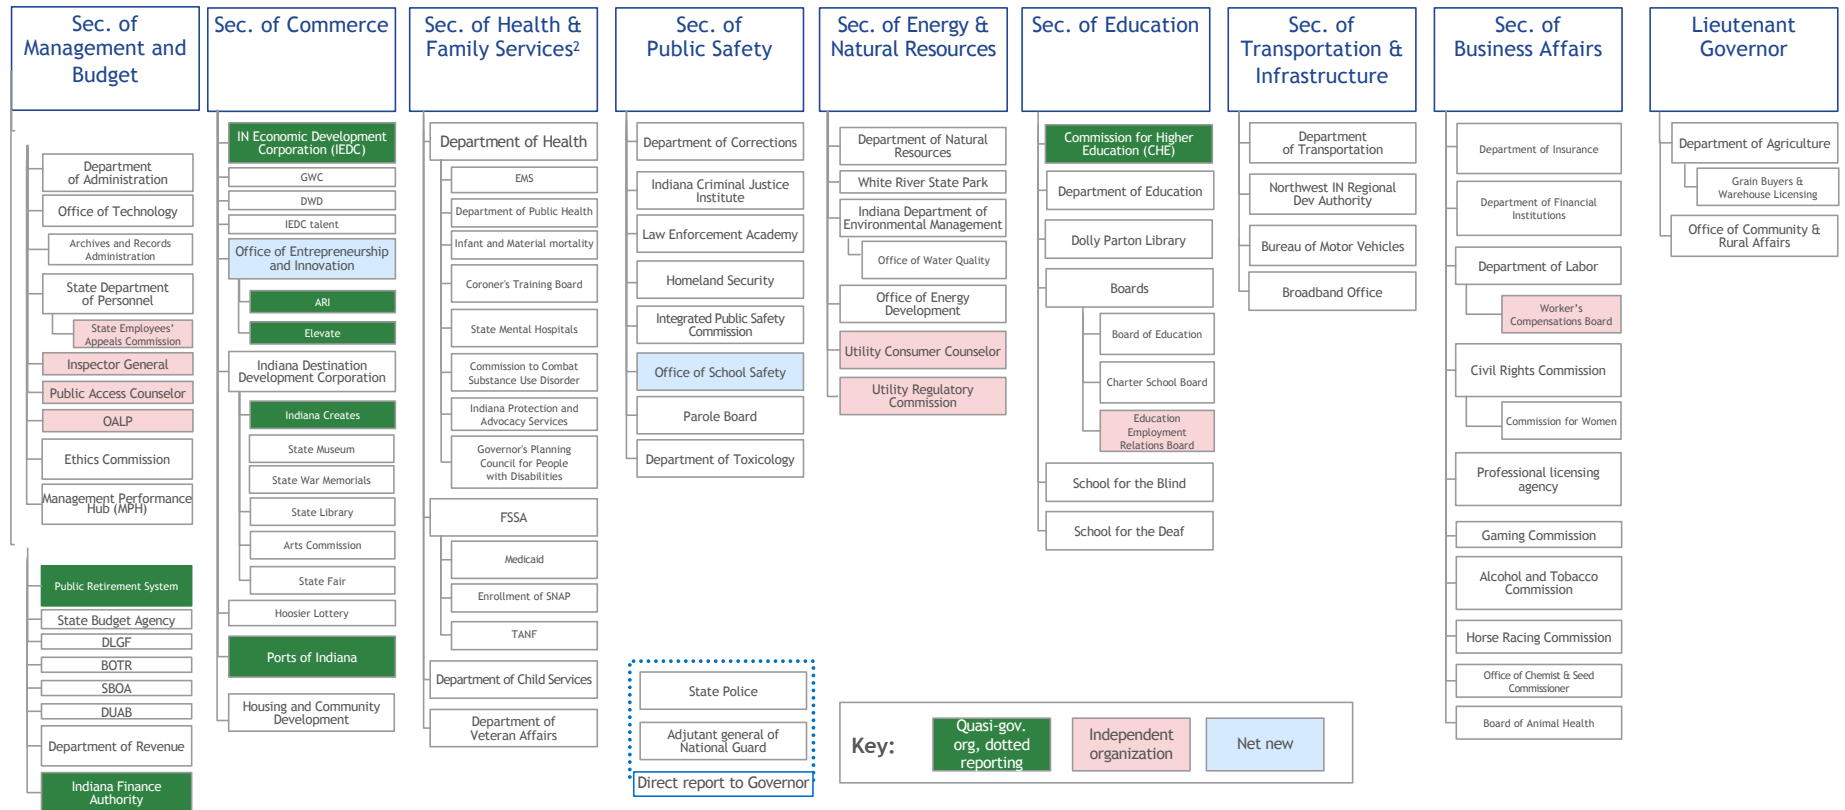 Sec. of
Management and
Budget
Sec. of Commerce
Sec. of Health &
Family Services2
Sec. of
Public Safety
Sec. of Energy &
Natural Resources
Sec. of Education
Sec. of
Transportation &
Infrastructure
Sec. of
Business Affairs
Lieutenant
Governor
Department
of Administration
Office of Technology
Archives and Records
Administration
State Department
of Personnel
State Employees'
Appeals Commission
Inspector General
Public Access Counselor
OALP
Ethics Commission
Management Performance
Hub (MPH)
Public Retirement System
State Budget Agency
DLGF
BOTR
SBOA
DUAB
Department of Revenue
Indiana Finance
Authority
IN Economic Development
Corporation (IEDC)
GWC
DWD
IEDC talent
Office of Entrepreneurship
and Innovation
ARI
Elevate
Indiana Destination
Development Corporation
Indiana Creates
State Museum
State War Memorials
State Library
Arts Commission
State Fair
Hoosier Lottery
Ports of Indiana
Housing and Community
Development
Department of Health
EMS
Department of Public Health
Infant and Material mortality
Coroner's Training Board
State Mental Hospitals
Commission to Combat
Substance Use Disorder
Indiana Protection and
Advocacy Services
Governor's Planning
Council for People
with Disabilities
FSSA
Medicaid
Enrollment of SNAP
TANF
Department of Child Services
Department of
Veteran Affairs
Department of Corrections
Indiana Criminal Justice
Institute
Law Enforcement Academy
Homeland Security
Integrated Public Safety
Commission
Office of School Safety
Parole Board
Department of Toxicology
State Police
Adjutant general of
National Guard
Direct report to Governor
Department of Natural
Resources
White River State Park
Indiana Department of
Environmental Management
Office of Water Quality
Office of Energy
Development
Utility Consumer Counselor
Utility Regulatory
Commission
Commission for Higher
Education (CHE)
Department of Education
Dolly Parton Library
Boards
Board of Education
Charter School Board
Education
Employment
Relations Board
School for the Blind
School for the Deaf
Department
of Transportation
Northwest IN Regional
Dev Authority
Bureau of Motor Vehicles
Broadband Office
Department of Insurance
Department of Financial
Institutions
Department of Labor
Worker's
Compensations Board
Civil Rights Commission
Commission for Women
Professional licensing
agency
Gaming Commission
Alcohol and Tobacco
Commission
Horse Racing Commission
Office of Chemist & Seed
Commissioner
Board of Animal Health
Department of Agriculture
Grain Buyers &
Warehouse Licensing
Office of Community &
Rural Affairs
Key:
Quasi-gov.
org, dotted
reporting
Independent
organization
Net new